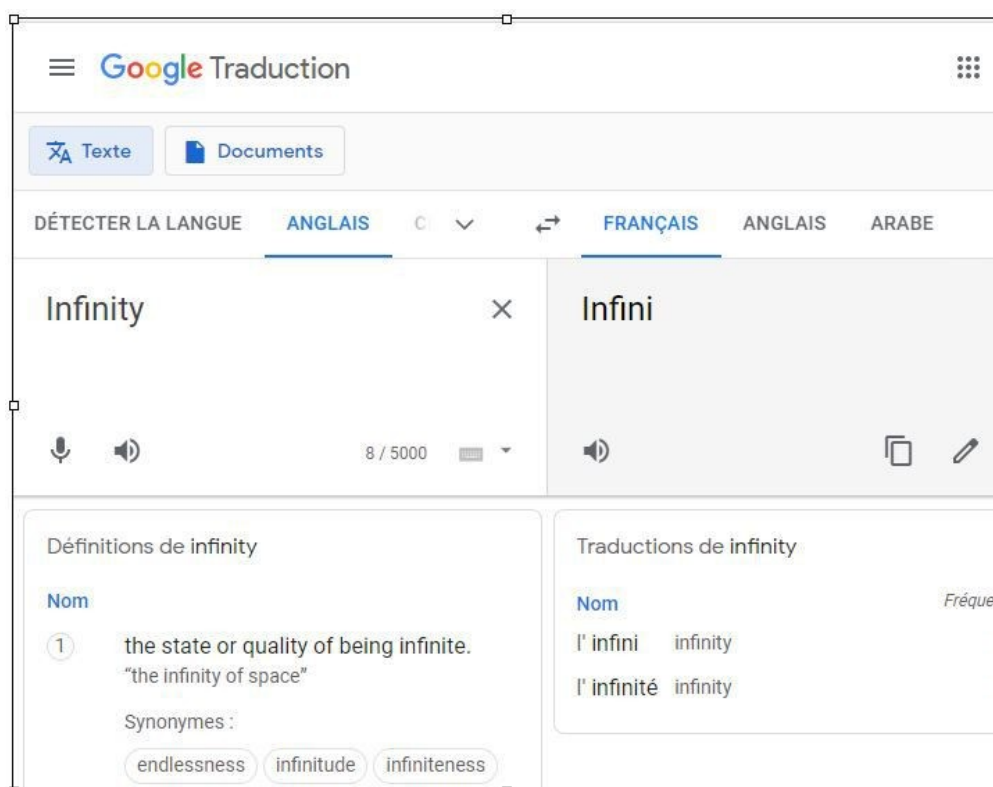 Google Traduction
Texte Documents
DÉTECTER LA LANGUE ANGLAIS FRANÇAIS ANGLAIS ARABE
Infinity
Infini
8 / 5000
Définitions de infinity
Nom
1 the state or quality of being infinite.
“the infinity of space”
Synonymes :
endlessness infinitude infiniteness
Traductions de infinity
Nom Fréque
l' infini infinity
l' infinité infinity